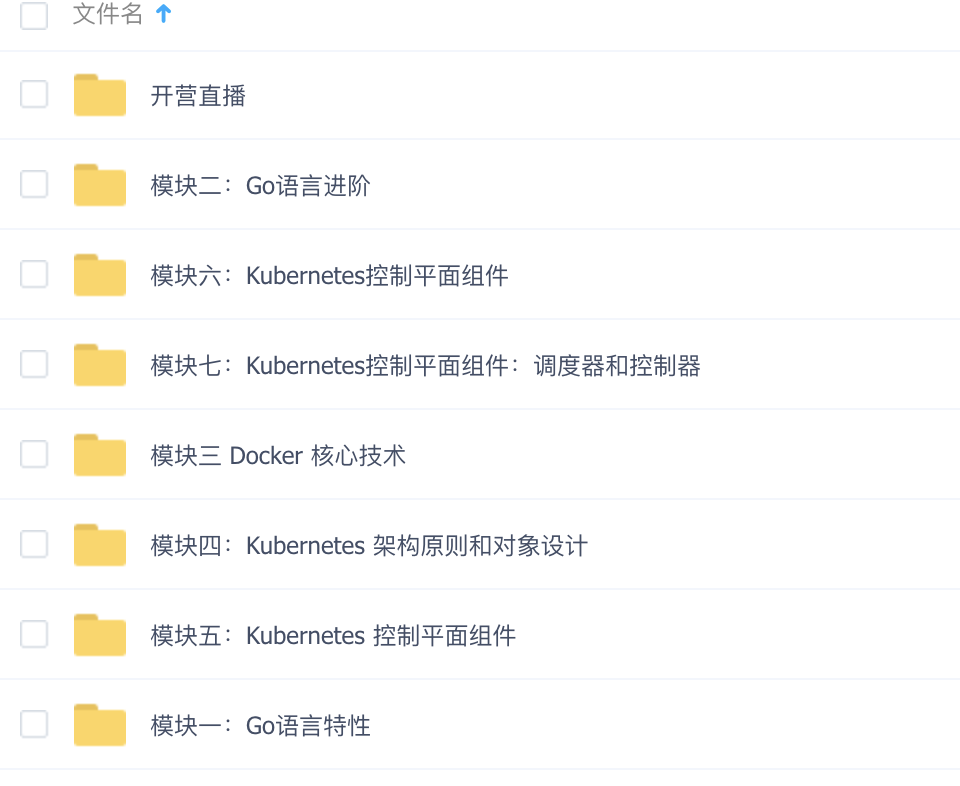 文件名
开营直播
模块二：Go语言进阶
模块六：Kubernetes控制平面组件
模块七：Kubernetes控制平面组件：调度器和控制器
模块三 Docker 核心技术
模块四：Kubernetes 架构原则和对象设计
模块五：Kubernetes 控制平面组件
模块一：Go语言特性